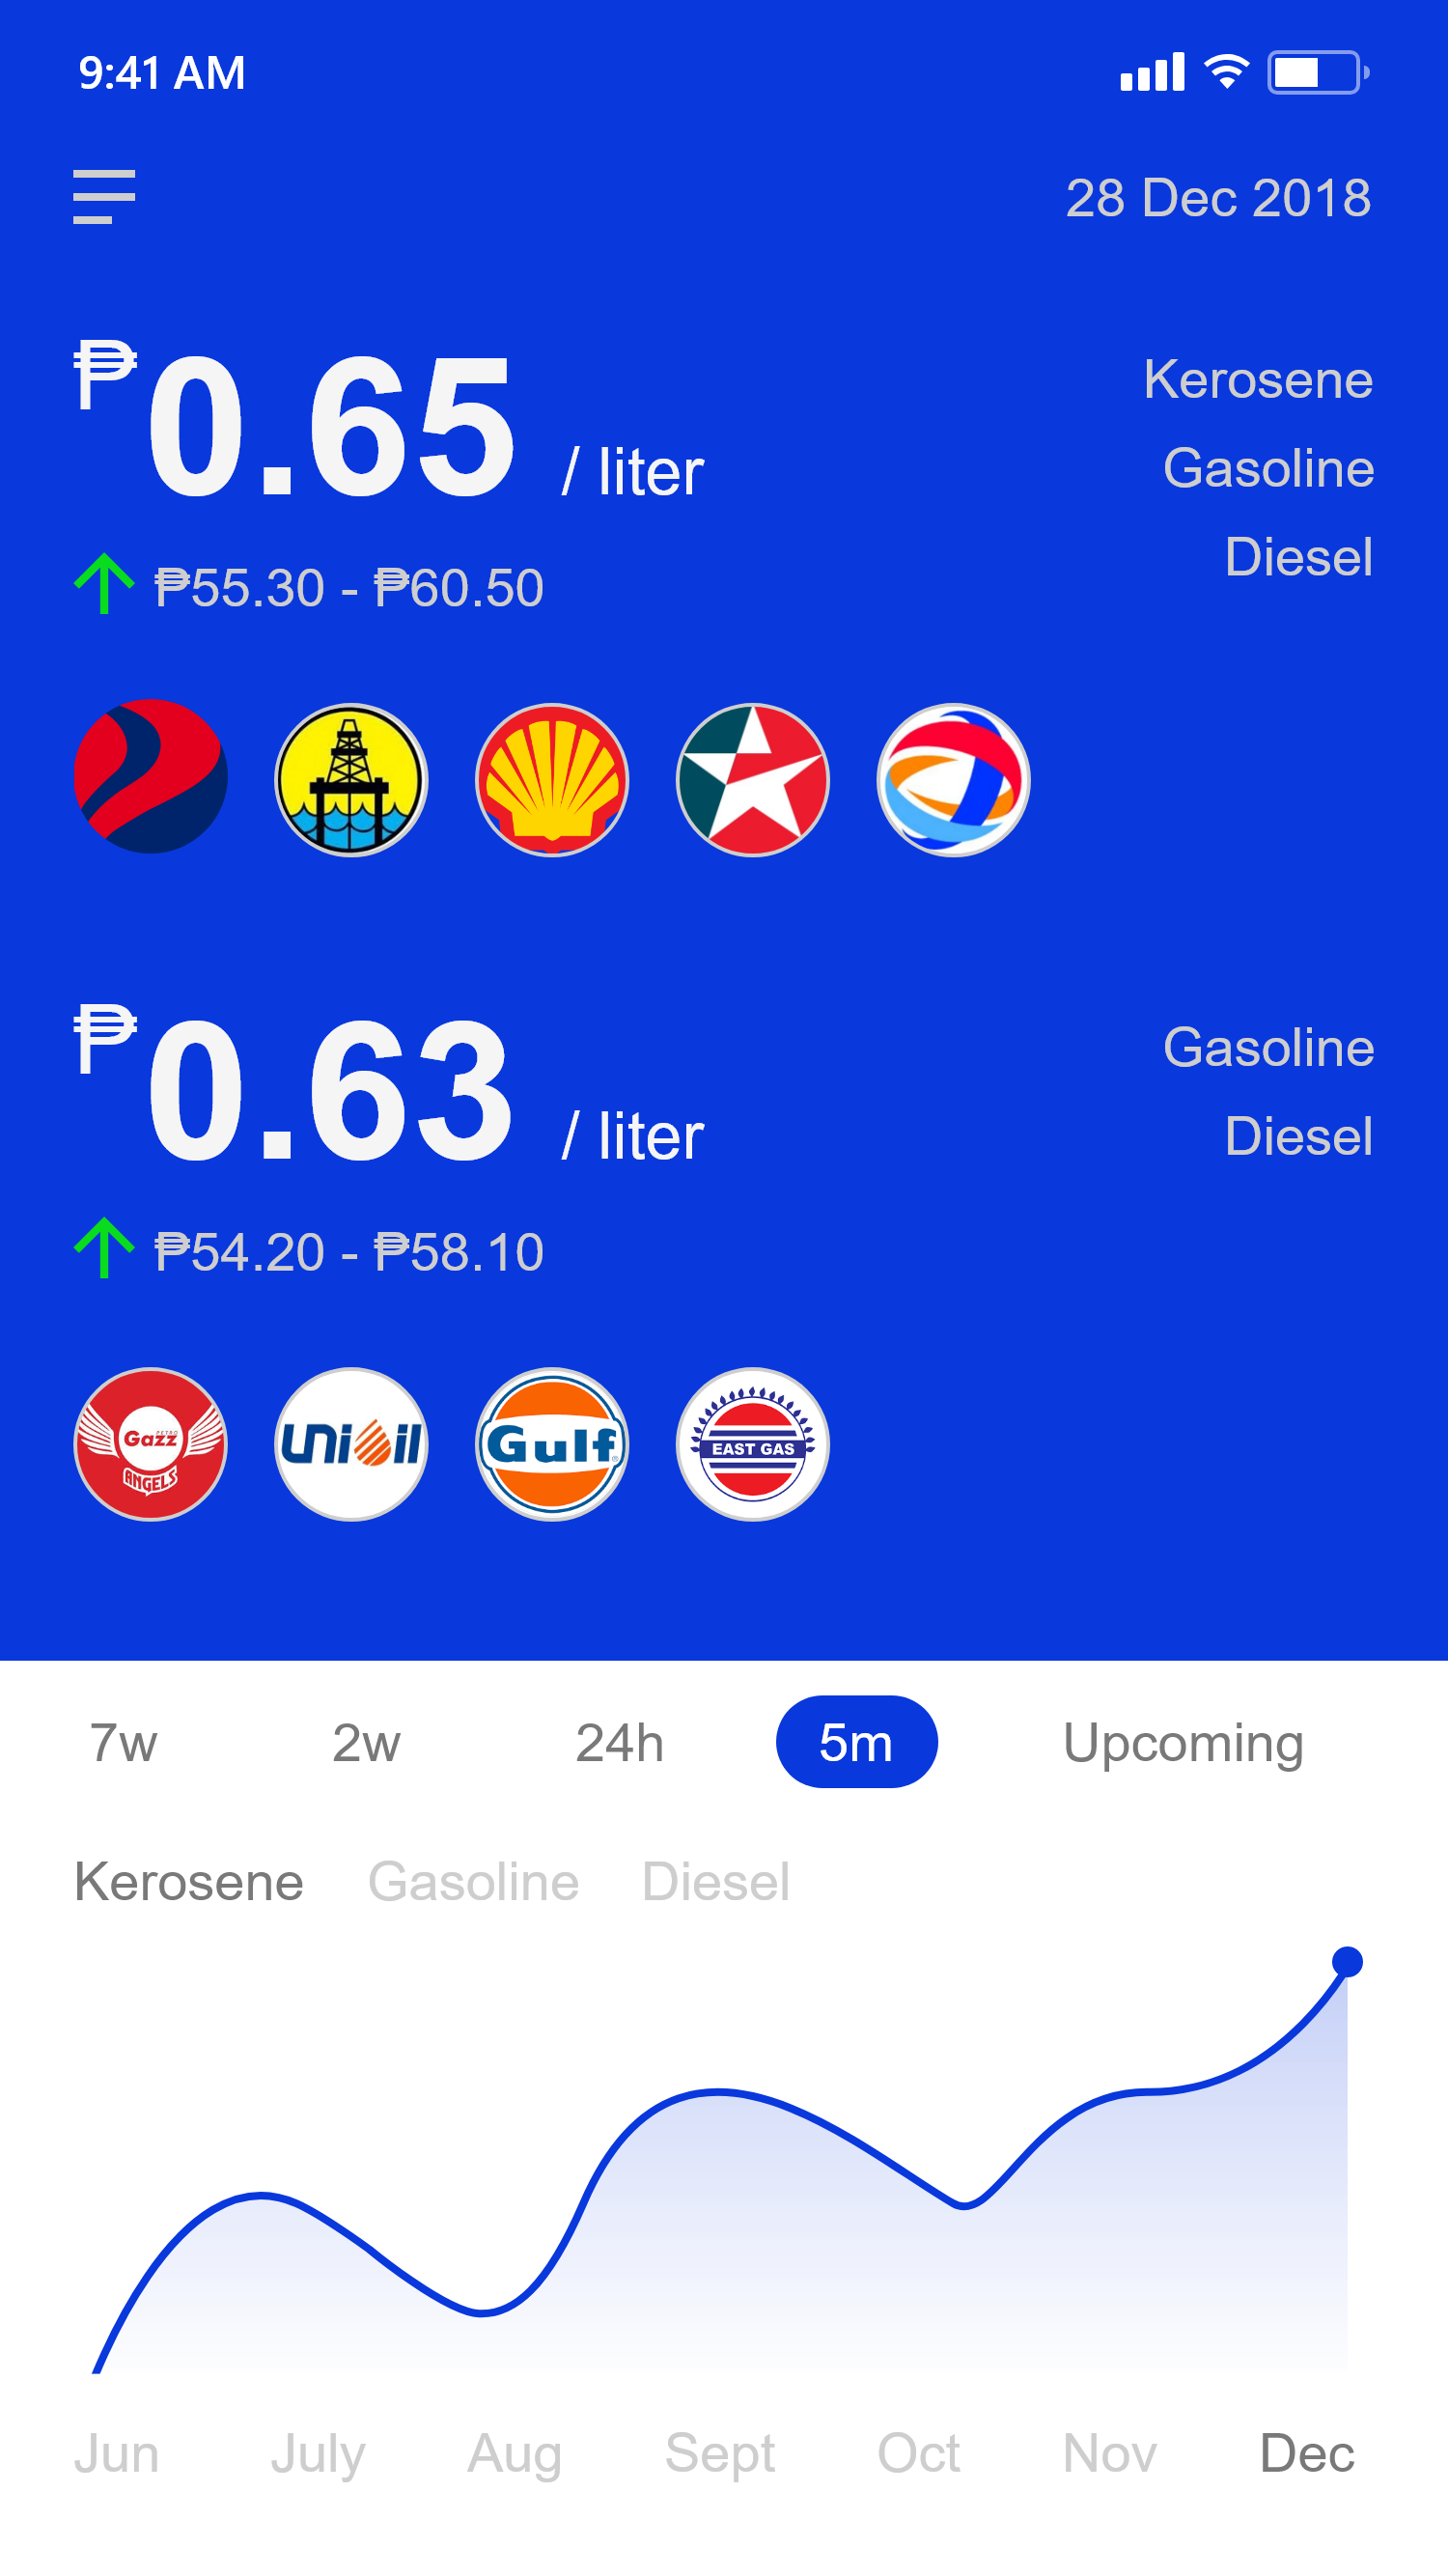 9:41 AM
28 Dec 2018
₱0.65 / liter
Kerosene
Gasoline
Diesel
₱55.30 - ₱60.50
₱0.63 / liter
Gasoline
Diesel
₱54.20 - ₱58.10
PETRO
Gazz
ANGELS
UNiOil
Gulf
EAST GAS
7w 2w 24h 5m Upcoming
Kerosene Gasoline Diesel
Jun July Aug Sept Oct Nov Dec